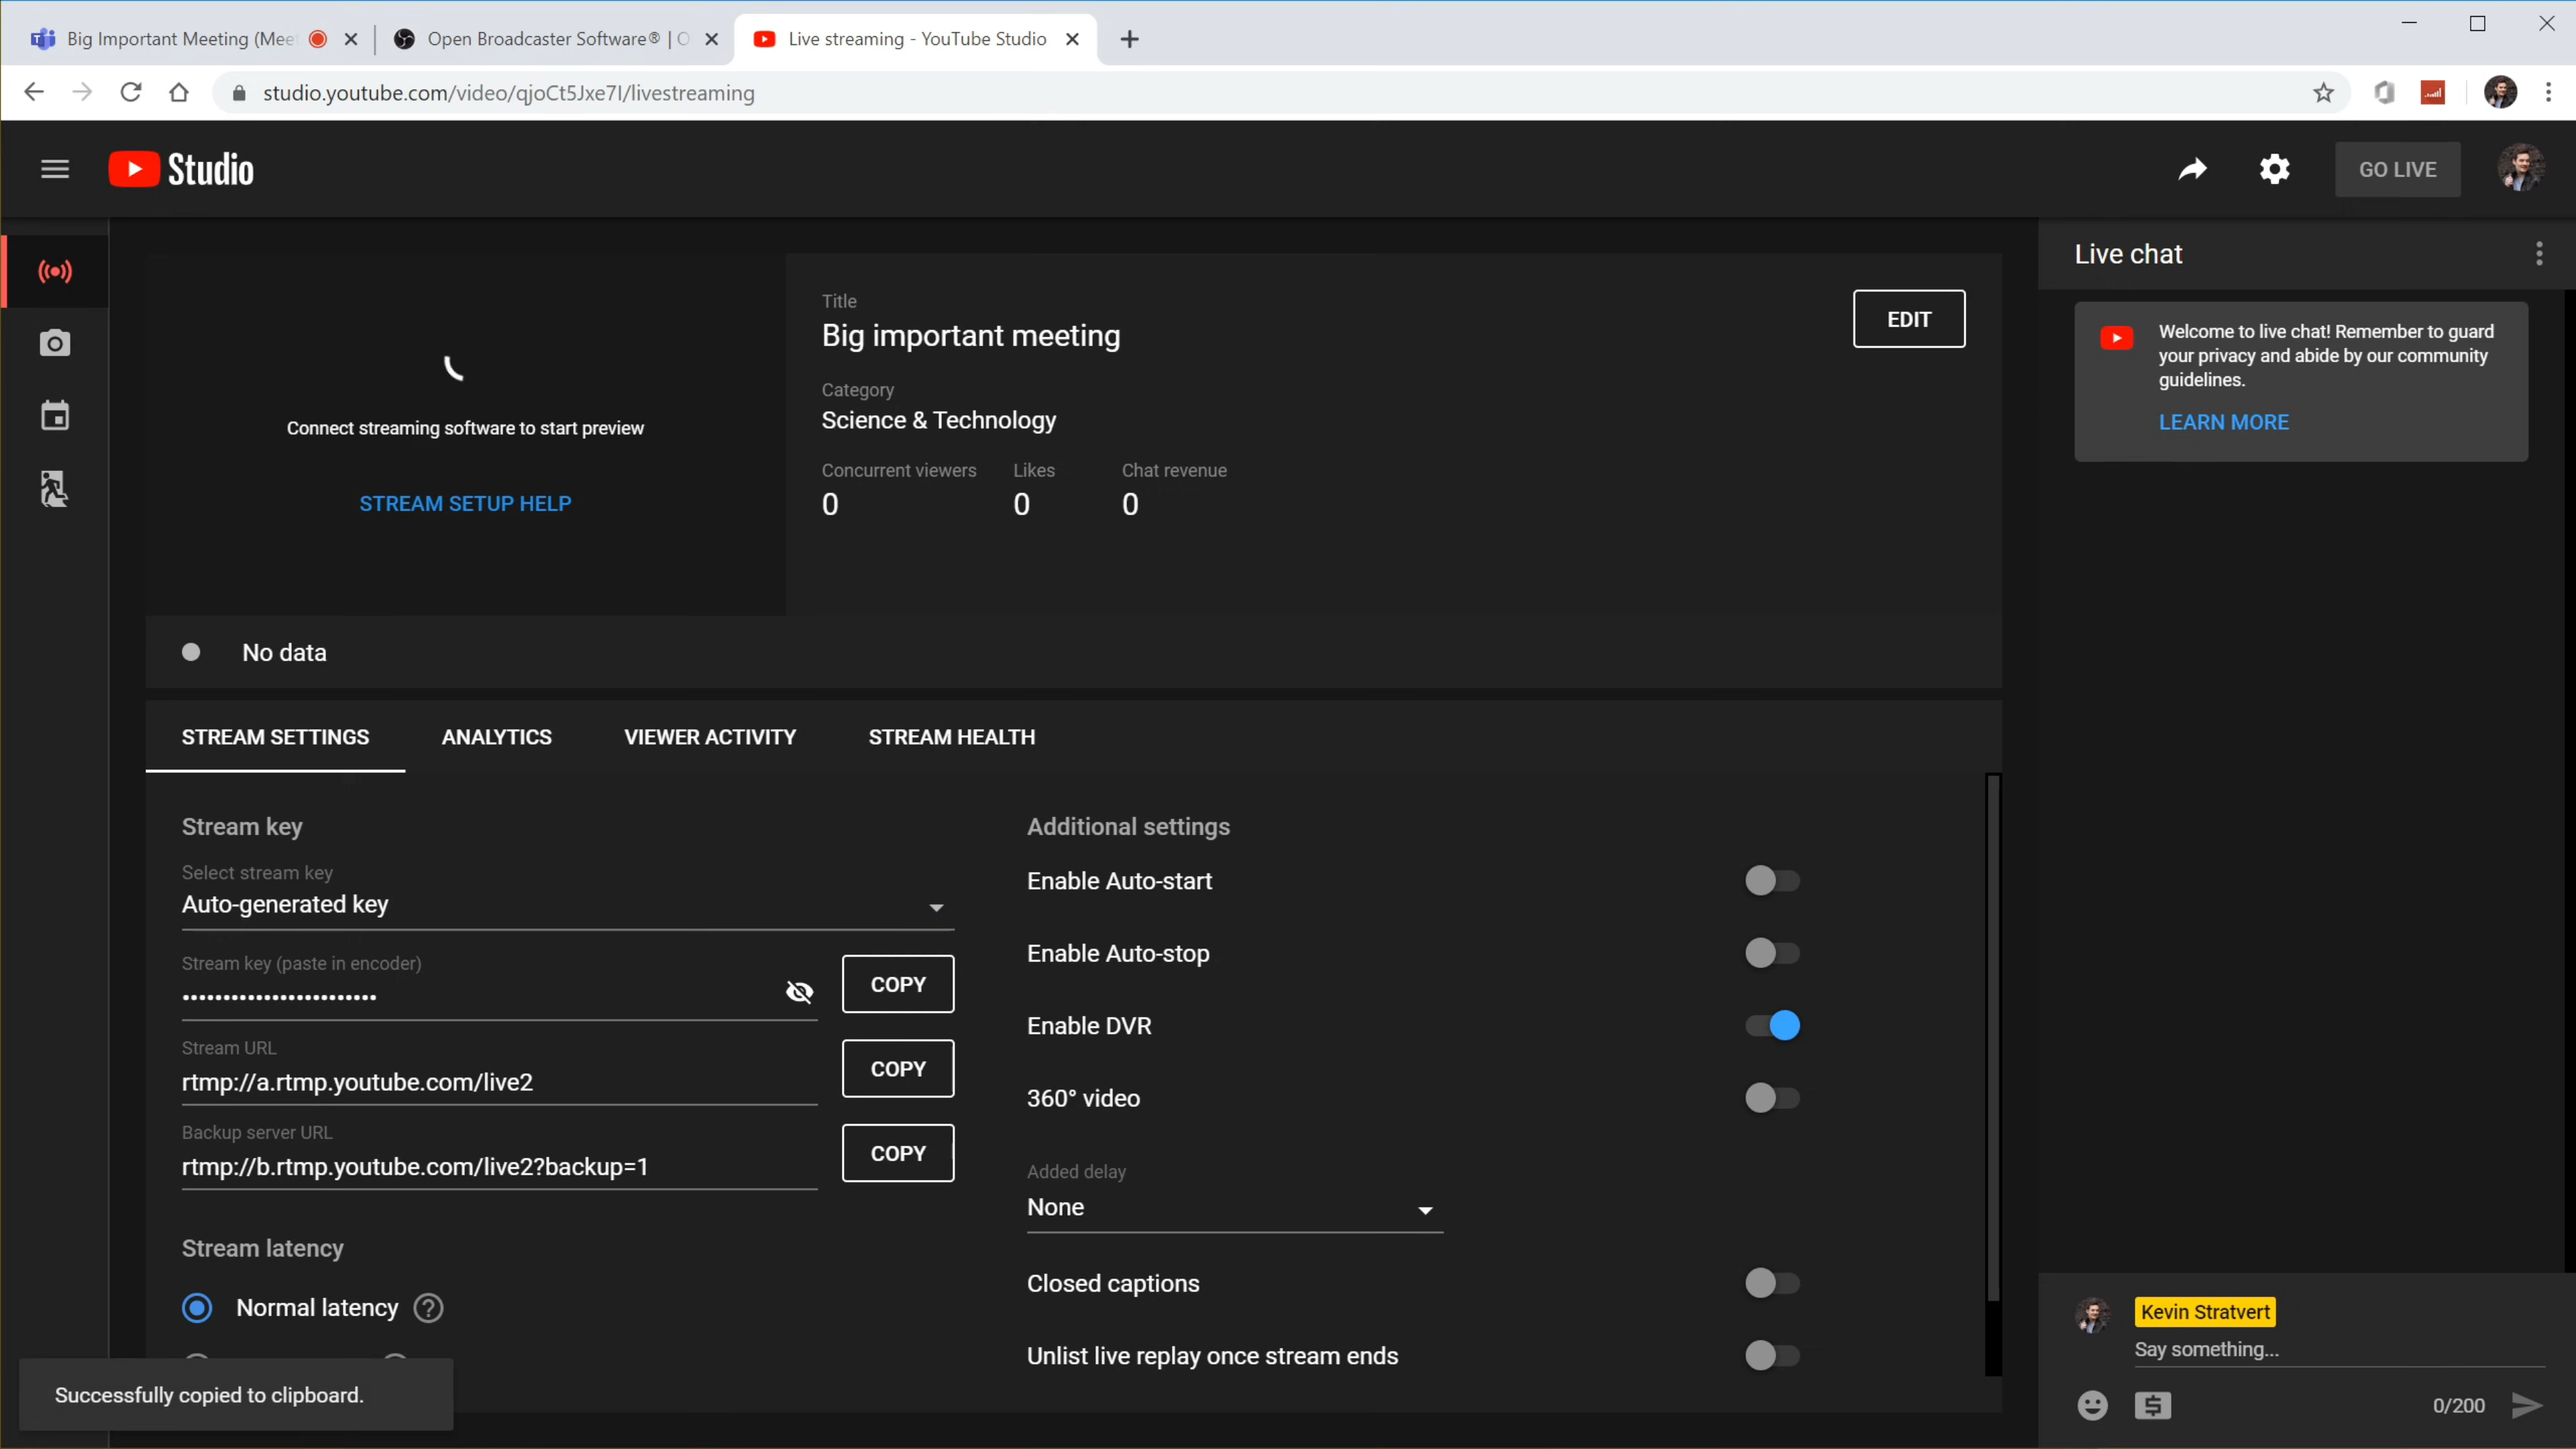 Big Important Meeting (Meet
Open Broadcaster Software® | O
Live streaming - YouTube Studio
studio.youtube.com/video/qjoCt5Jxe7I/livestreaming
Studio
GO LIVE
Connect streaming software to start preview
STREAM SETUP HELP
Title
Big important meeting
EDIT
Category
Science & Technology
Concurrent viewers
Likes
Chat revenue
0
0
0
No data
STREAM SETTINGS
ANALYTICS
VIEWER ACTIVITY
STREAM HEALTH
Stream key
Select stream key
Auto-generated key
Stream key (paste in encoder)
••••••••••••••••••••••••
COPY
Stream URL
rtmp://a.rtmp.youtube.com/live2
COPY
Backup server URL
rtmp://b.rtmp.youtube.com/live2?backup=1
COPY
Stream latency
Normal latency
Successfully copied to clipboard.
Additional settings
Enable Auto-start
Enable Auto-stop
Enable DVR
360° video
Added delay
None
Closed captions
Unlist live replay once stream ends
Live chat
Welcome to live chat! Remember to guard
your privacy and abide by our community
guidelines.
LEARN MORE
Kevin Stratvert
Say something...
0/200